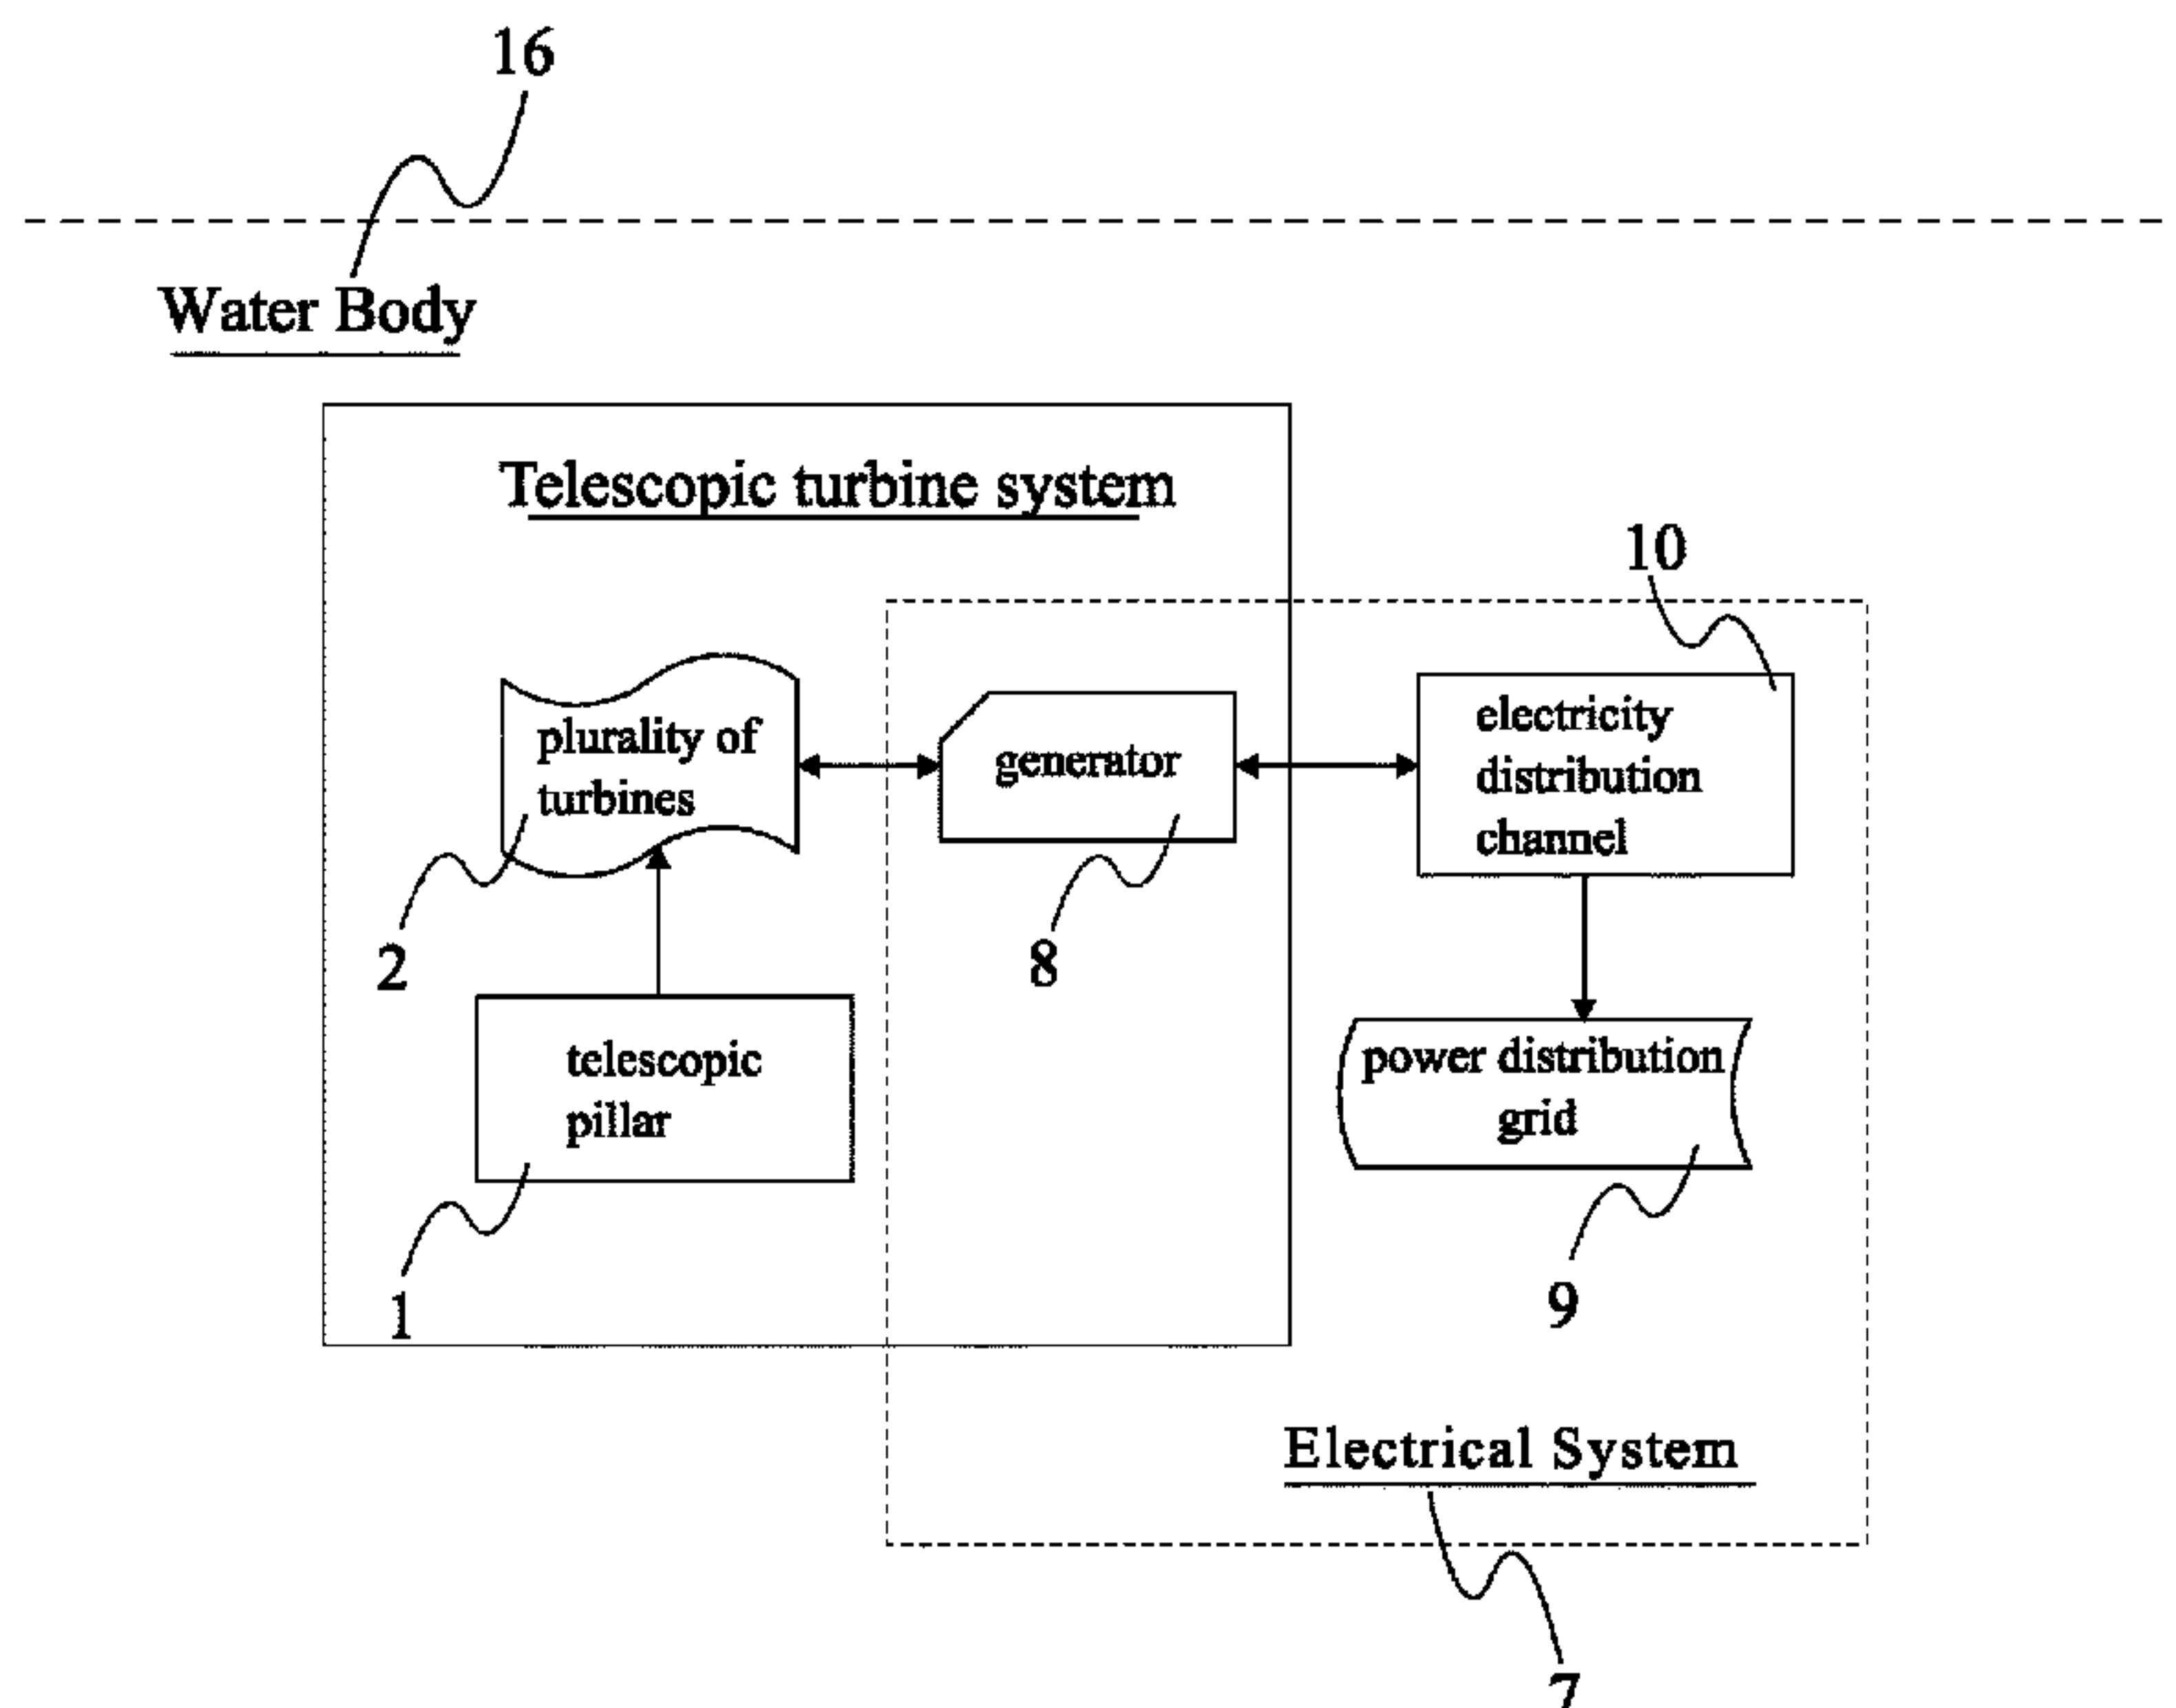 16
Water Body
Telescopic turbine system
10
plurality of
turbines
generator
electricity
distribution
channel
2
8
telescopic
pillar
power distribution
grid
1
9
Electrical System
7